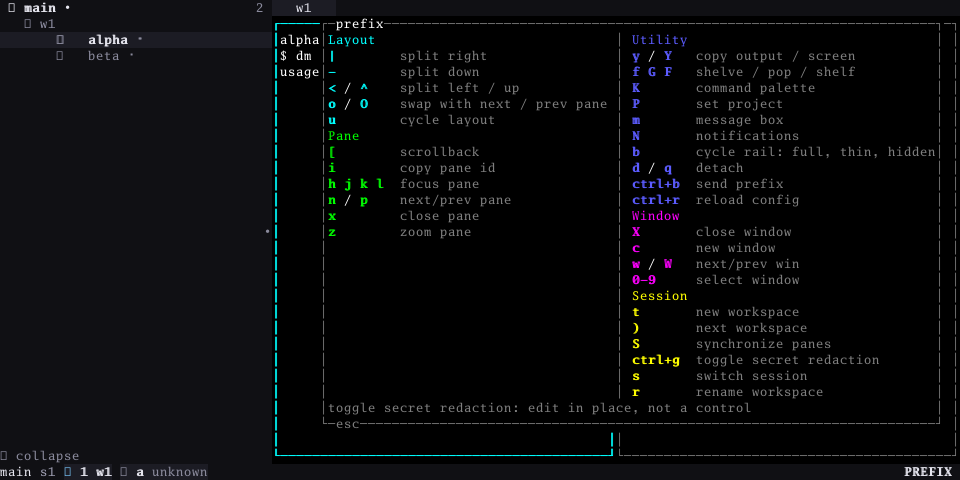 main • 2 w1
w1 prefix
alpha • alpha Layout Utility
beta • $ dm | split right y / Y copy output / screen
usage − split down f G F shelve / pop / shelf
< / ^ split left / up K command palette
o / O swap with next / prev pane P set project
u cycle layout m message box
Pane N notifications
[ scrollback b cycle rail: full, thin, hidden
i copy pane id d / q detach
h j k l focus pane ctrl+b send prefix
n / p next/prev pane ctrl+r reload config
x close pane Window
z zoom pane X close window
c new window
w / W next/prev win
0−9 select window
Session
t new workspace
) next workspace
S synchronize panes
ctrl+g toggle secret redaction
s switch session
r rename workspace
toggle secret redaction: edit in place, not a control
esc
collapse
main s1 1 w1 a unknown PREFIX